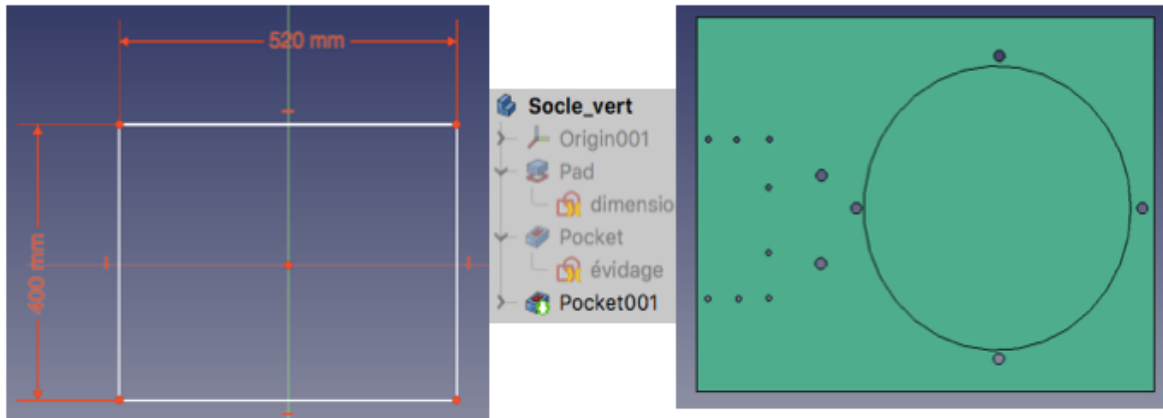 520 mm
400 mm
Socle_vert
Origin001
Pad
dimensio
Pocket
évidage
Pocket001